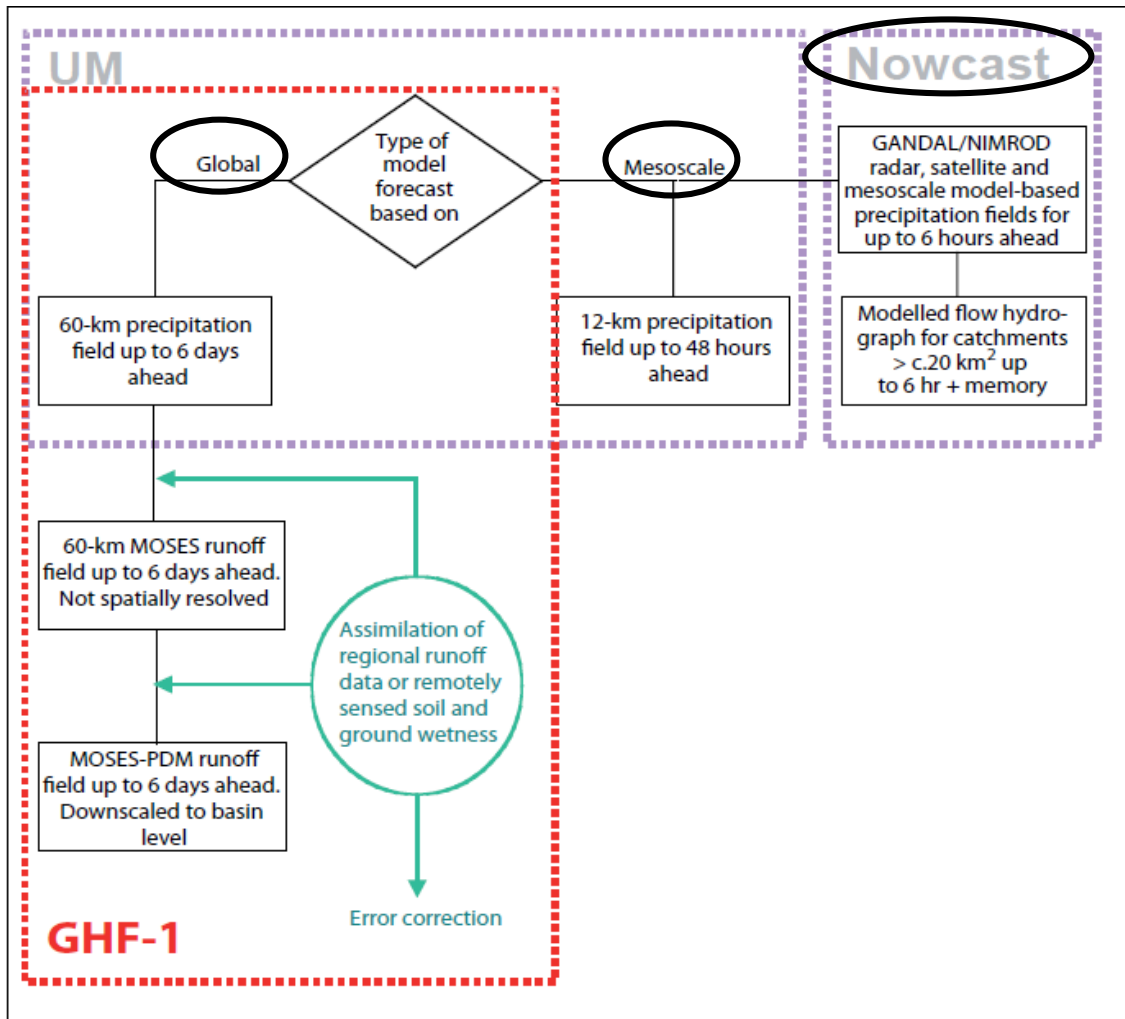 UM
Nowcast
Global
Type of
model
forecast
based on
Mesoscale
GANDAL/NIMROD
radar, satellite and
mesoscale model-based
precipitation fields for
up to 6 hours ahead
60-km precipitation
field up to 6 days
ahead
12-km precipitation
field up to 48 hours
ahead
Modelled flow hydro-
graph for catchments
> c.20 km² up
to 6 hr + memory
60-km MOSES runoff
field up to 6 days ahead.
Not spatially resolved
Assimilation of
regional runoff
data or remotely
sensed soil and
ground wetness
MOSES-PDM runoff
field up to 6 days ahead.
Downscaled to basin
level
Error correction
GHF-1